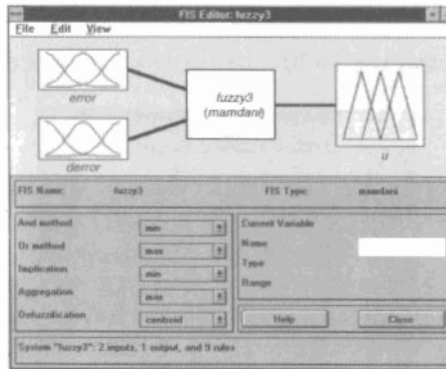 FIS Editor: fuzzy3
File Edit View
error
fuzzy3
(mamdani)
derror
u
FIS Name: fuzzy3 FIS Type: mamdani
And method min
Or method max
Implication min
Aggregation max
Defuzzification centroid
Current Variable
Name
Type
Range
Help Close
System "fuzzy3": 2 inputs, 1 output, and 9 rules